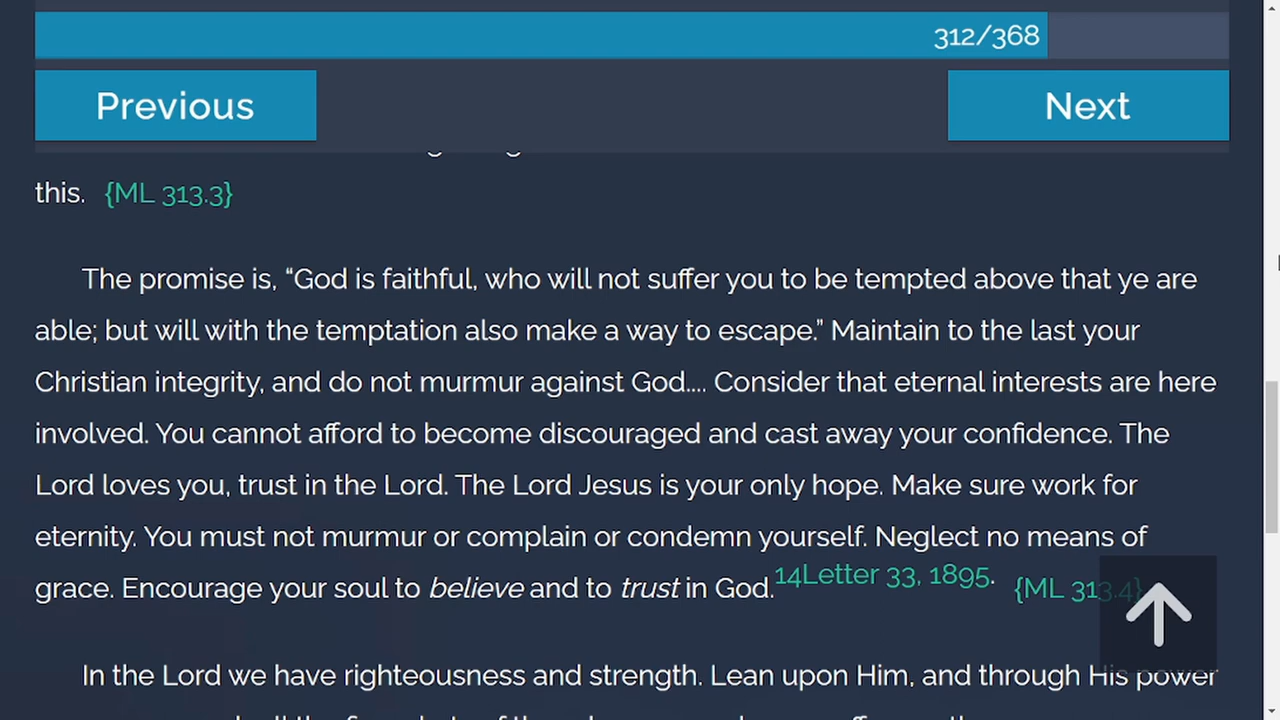 312/368
Previous
Next
this. {ML 313.3}
The promise is, “God is faithful, who will not suffer you to be tempted above that ye are
able; but will with the temptation also make a way to escape.” Maintain to the last your
Christian integrity, and do not murmur against God.... Consider that eternal interests are here
involved. You cannot afford to become discouraged and cast away your confidence. The
Lord loves you, trust in the Lord. The Lord Jesus is your only hope. Make sure work for
eternity. You must not murmur or complain or condemn yourself. Neglect no means of
grace. Encourage your soul to believe and to trust in God.14Letter 33, 1895. {ML 313.4}
In the Lord we have righteousness and strength. Lean upon Him, and through His power